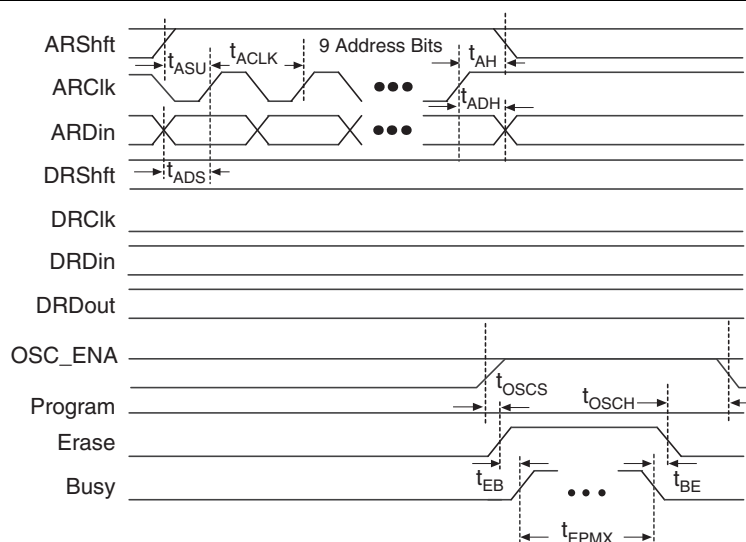 ARShft
9 Address Bits
tASU
tACLK
tAH
ARClk
tADH
ARDin
DRShft
tADS
DRClk
DRDin
DRDout
OSC_ENA
tOSCS
tOSCH
Program
Erase
tEB
tBE
Busy
tEPMX